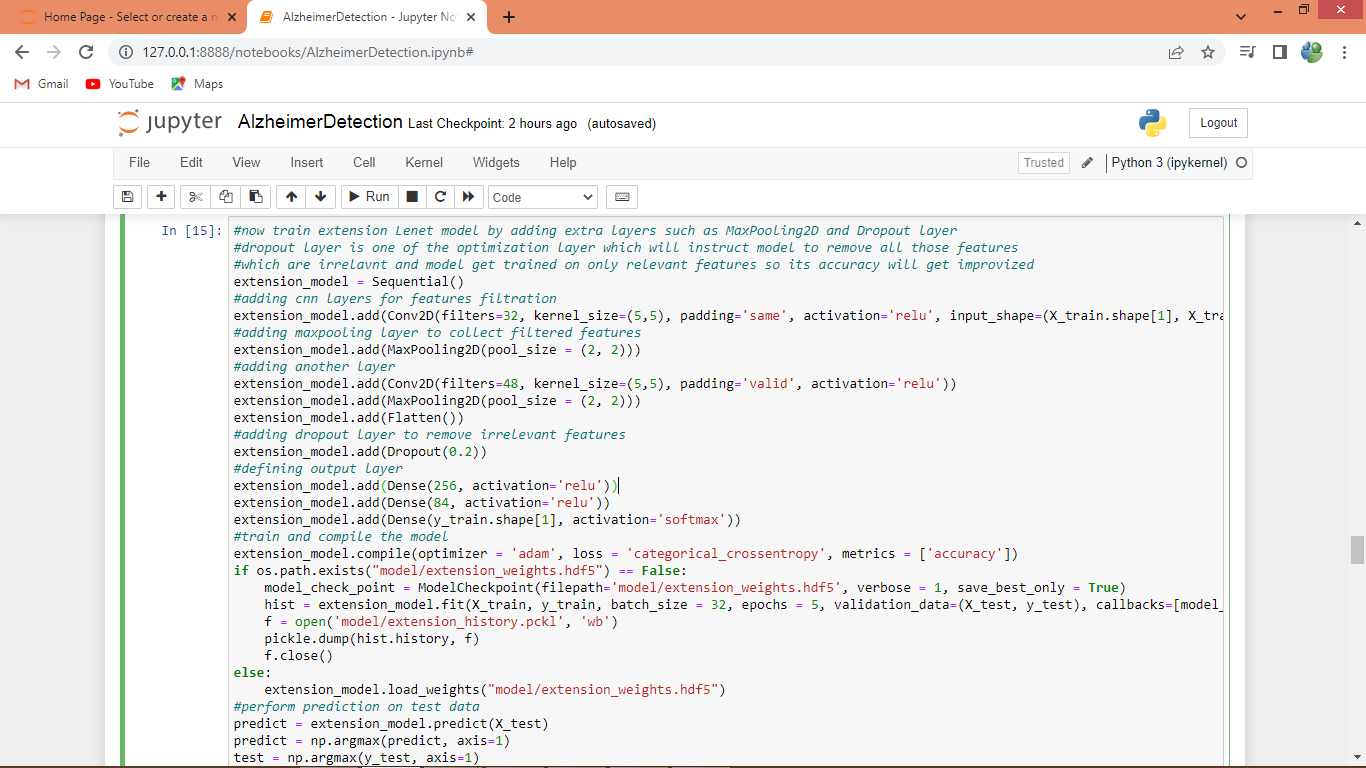 Home Page - Select or create a n
AlzheimerDetection - Jupyter No
127.0.0.1:8888/notebooks/AlzheimerDetection.ipynb#
Gmail YouTube Maps
jupyter AlzheimerDetection Last Checkpoint: 2 hours ago (autosaved)
Logout
File Edit View Insert Cell Kernel Widgets Help
Trusted
Python 3 (ipykernel)
Run
Code
In [15]:
#now train extension Lenet model by adding extra layers such as MaxPooling2D and Dropout layer
#dropout layer is one of the optimization layer which will instruct model to remove all those features
#which are irrelavnt and model get trained on only relevant features so its accuracy will get improvized
extension_model = Sequential()
#adding cnn layers for features filtration
extension_model.add(Conv2D(filters=32, kernel_size=(5,5), padding='same', activation='relu', input_shape=(X_train.shape[1], X_tra
#adding maxpooling layer to collect filtered features
extension_model.add(MaxPooling2D(pool_size = (2, 2)))
#adding another layer
extension_model.add(Conv2D(filters=48, kernel_size=(5,5), padding='valid', activation='relu'))
extension_model.add(MaxPooling2D(pool_size = (2, 2)))
extension_model.add(Flatten())
#adding dropout layer to remove irrelevant features
extension_model.add(Dropout(0.2))
#defining output layer
extension_model.add(Dense(256, activation='relu'))
extension_model.add(Dense(84, activation='relu'))
extension_model.add(Dense(y_train.shape[1], activation='softmax'))
#train and compile the model
extension_model.compile(optimizer = 'adam', loss = 'categorical_crossentropy', metrics = ['accuracy'])
if os.path.exists("model/extension_weights.hdf5") == False:
    model_check_point = ModelCheckpoint(filepath='model/extension_weights.hdf5', verbose = 1, save_best_only = True)
    hist = extension_model.fit(X_train, y_train, batch_size = 32, epochs = 5, validation_data=(X_test, y_test), callbacks=[model_
    f = open('model/extension_history.pckl', 'wb')
    pickle.dump(hist.history, f)
    f.close()
else:
    extension_model.load_weights("model/extension_weights.hdf5")
#perform prediction on test data
predict = extension_model.predict(X_test)
predict = np.argmax(predict, axis=1)
test = np.argmax(y_test, axis=1)